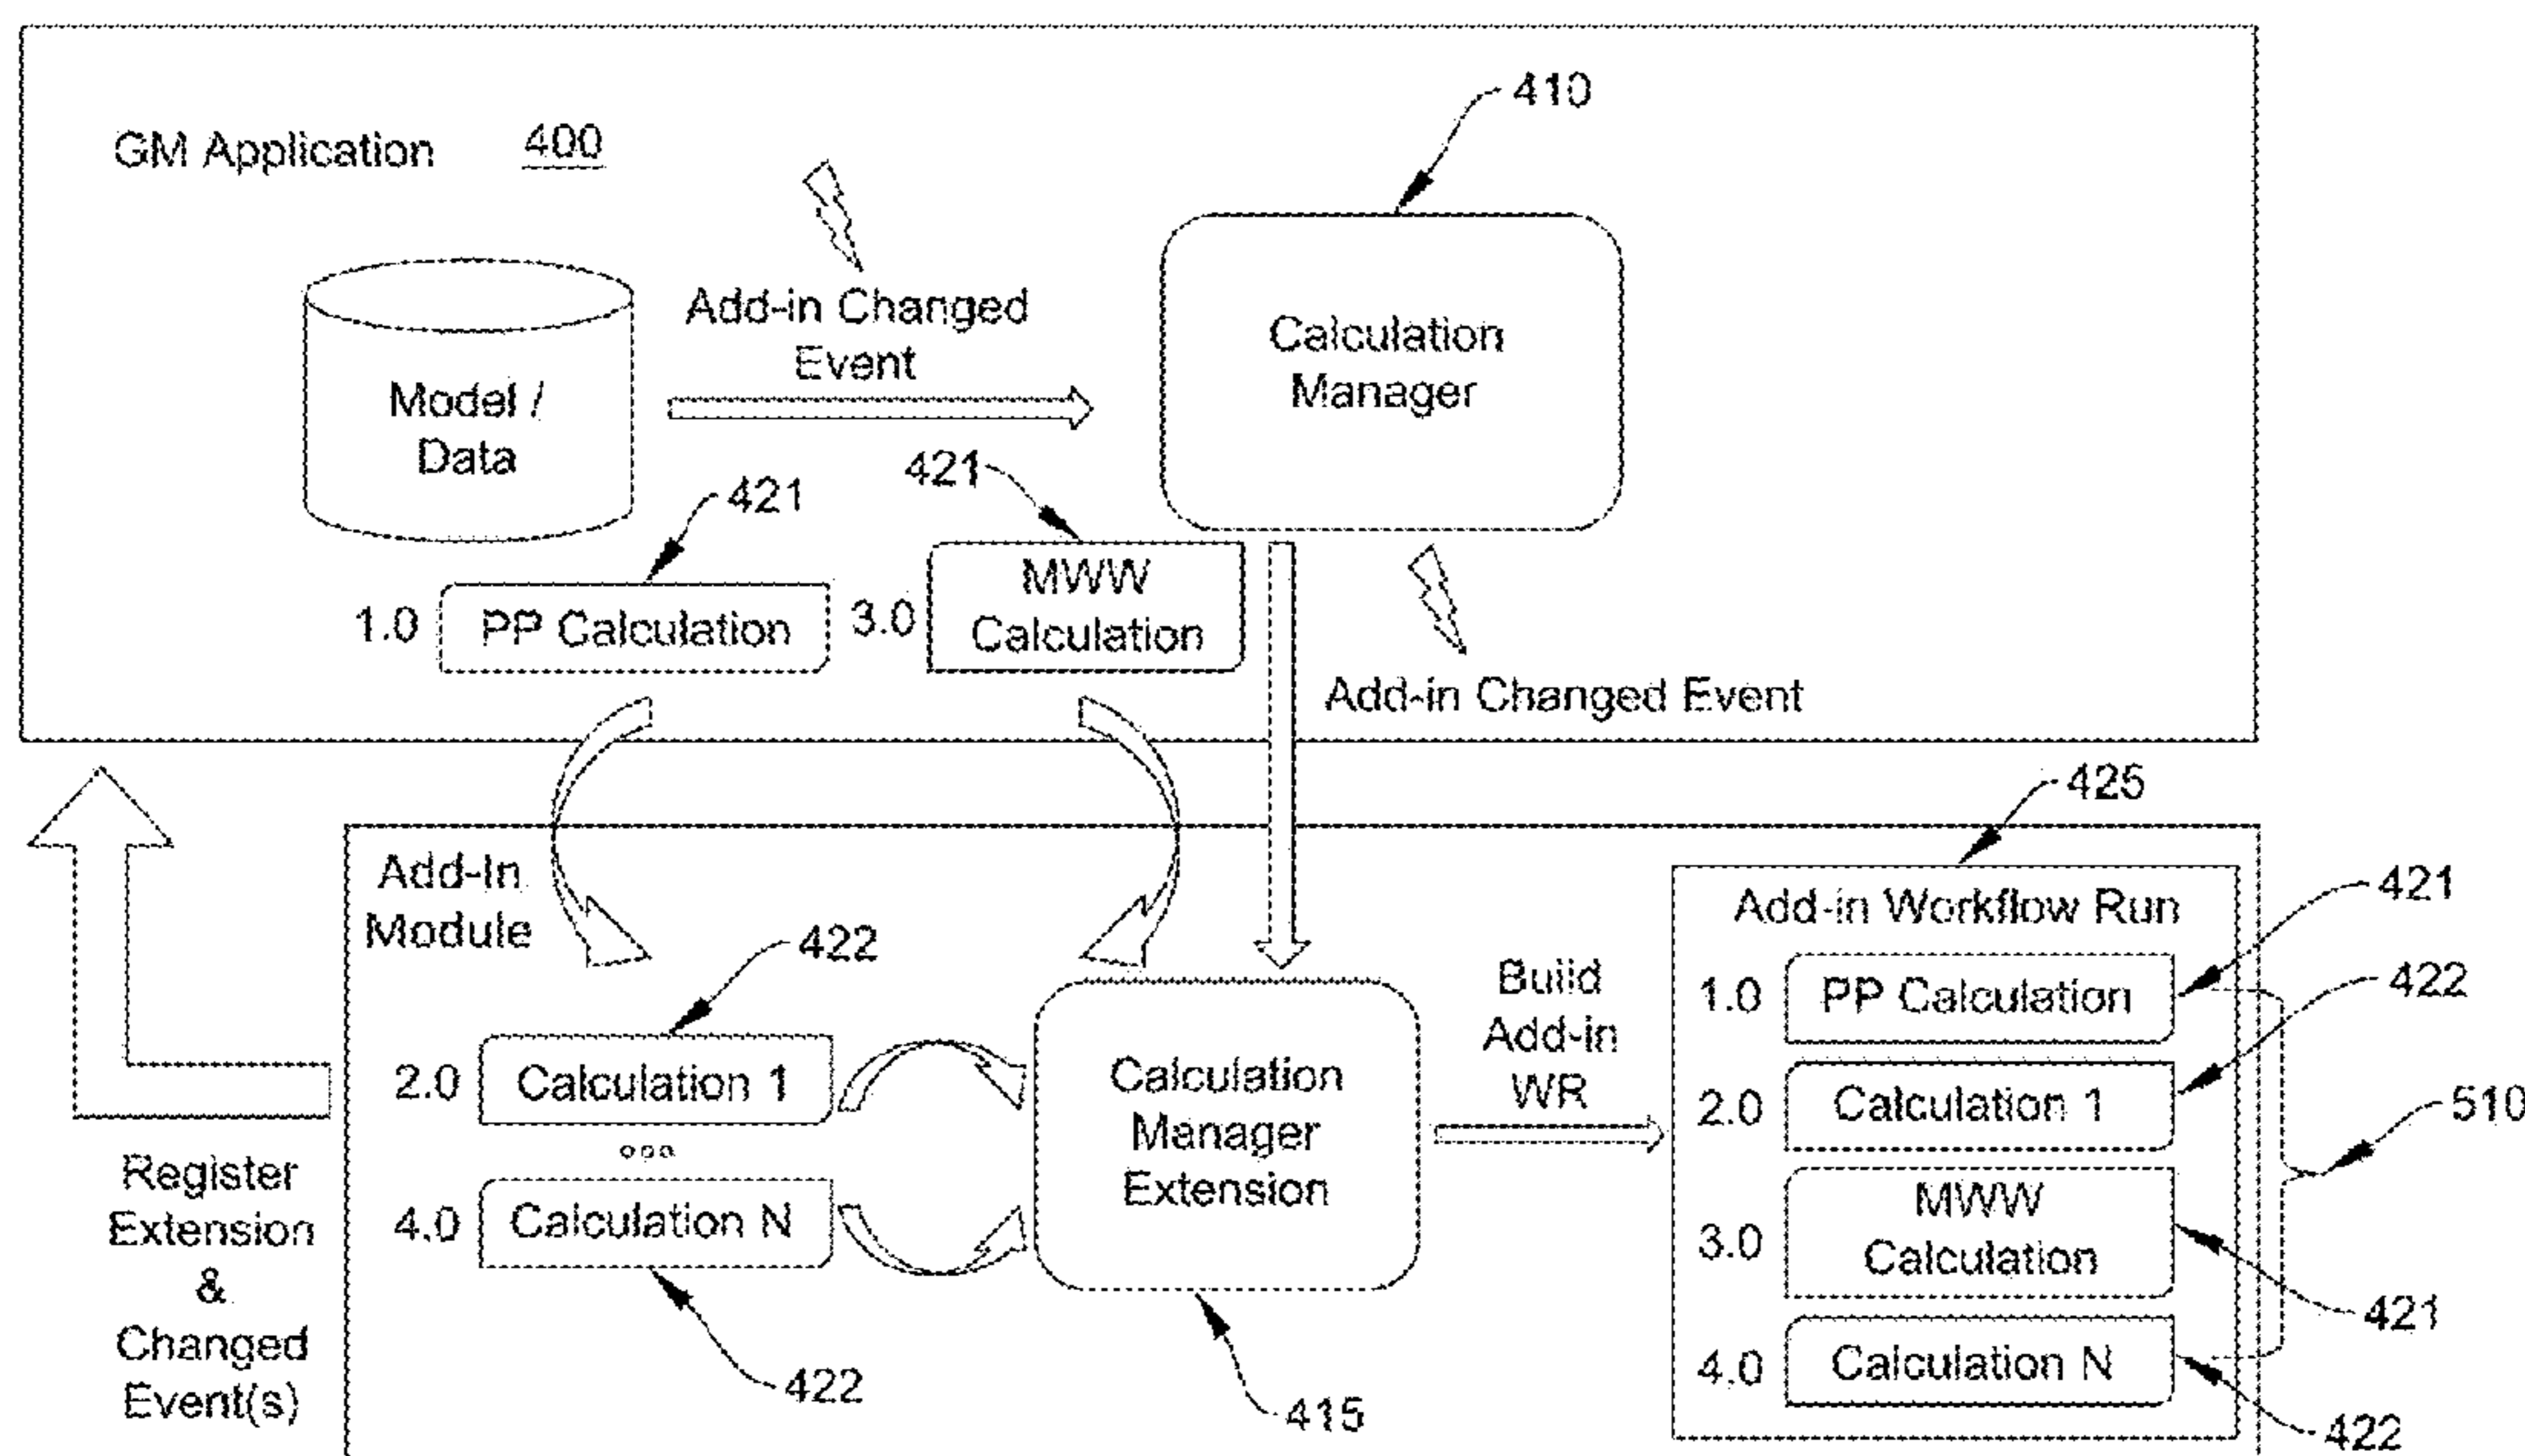 410
GM Application 400
Add-in Changed
Event
Calculation
Manager
Model /
Data
421
421
1.0 PP Calculation
3.0 MWW
Calculation
Add-in Changed Event
425
Add-In
Module
Add-in Workflow Run
421
422
422
Build
Add-in
WR
1.0 PP Calculation
2.0 Calculation 1
Calculation
Manager
Extension
2.0 Calculation 1
510
4.0 Calculation N
3.0 MWW
Calculation
Register
Extension
&
Changed
Event(s)
421
4.0 Calculation N
422
415
422